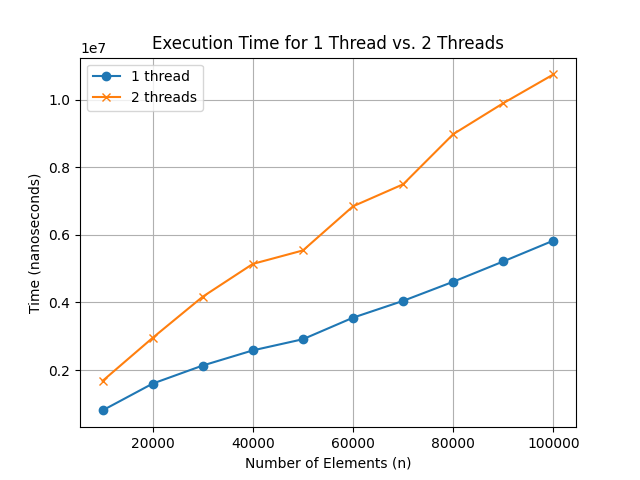 Execution Time for 1 Thread vs. 2 Threads
1e7
1 thread
2 threads
1.0
0.8
0.6
0.4
0.2
Time (nanoseconds)
20000 40000 60000 80000 100000
Number of Elements (n)